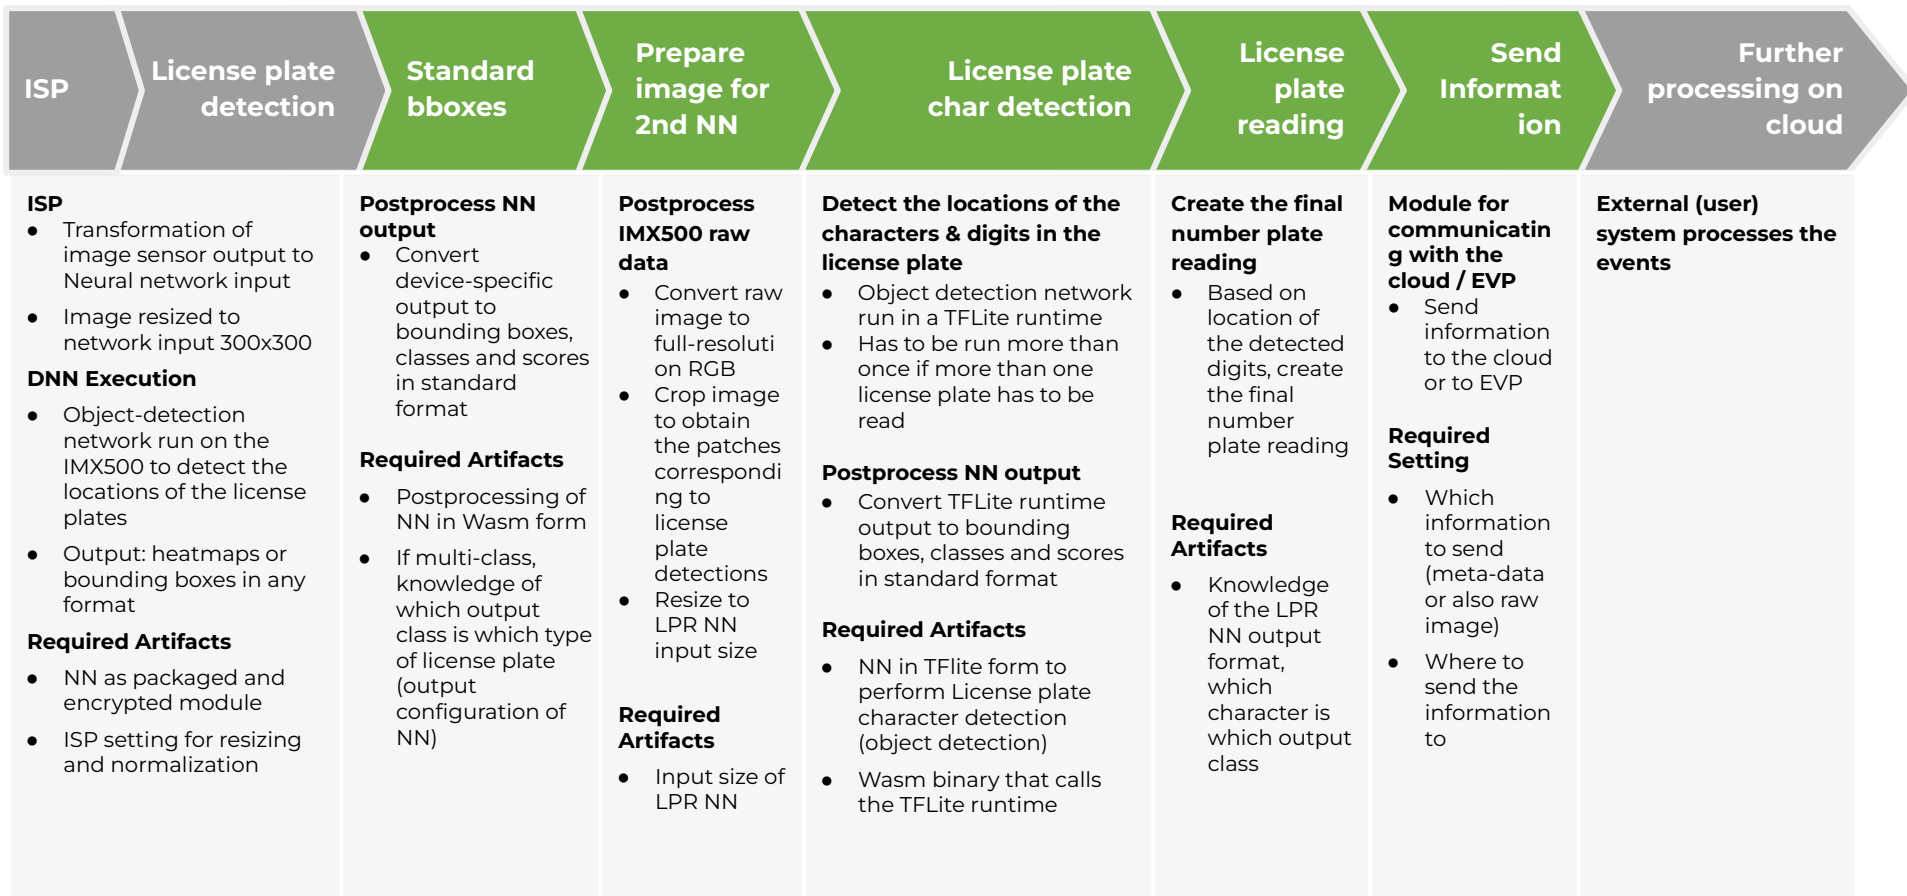 ISP
License plate
detection
Standard
bboxes
Prepare
image for
2nd NN
License plate
char detection
License
plate
reading
Send
Informat
ion
Further
processing on
cloud
ISP
● Transformation of
image sensor output to
Neural network input
● Image resized to
network input 300x300
DNN Execution
● Object-detection
network run on the
IMX500 to detect the
locations of the license
plates
● Output: heatmaps or
bounding boxes in any
format
Required Artifacts
● NN as packaged and
encrypted module
● ISP setting for resizing
and normalization
Postprocess NN
output
● Convert
device-specific
output to
bounding boxes,
classes and scores
in standard
format
Required Artifacts
● Postprocessing of
NN in Wasm form
● If multi-class,
knowledge of
which output
class is which type
of license plate
(output
configuration of
NN)
Postprocess
IMX500 raw
data
● Convert raw
image to
full-resoluti
on RGB
● Crop image
to obtain
the patches
correspondi
ng to
license
plate
detections
● Resize to
LPR NN
input size
Required
Artifacts
● Input size of
LPR NN
Detect the locations of the
characters & digits in the
license plate
● Object detection network
run in a TFLite runtime
● Has to be run more than
once if more than one
license plate has to be
read
Postprocess NN output
● Convert TFLite runtime
output to bounding
boxes, classes and scores
in standard format
Required Artifacts
● NN in TFlite form to
perform License plate
character detection
(object detection)
● Wasm binary that calls
the TFLite runtime
Create the final
number plate
reading
● Based on
location of
the detected
digits, create
the final
number
plate reading
Required
Artifacts
● Knowledge
of the LPR
NN output
format,
which
character is
which output
class
Module for
communicatin
g with the
cloud / EVP
● Send
information
to the cloud
or to EVP
Required
Setting
● Which
information
to send
(meta-data
or also raw
image)
● Where to
send the
information
to
External (user)
system processes the
events